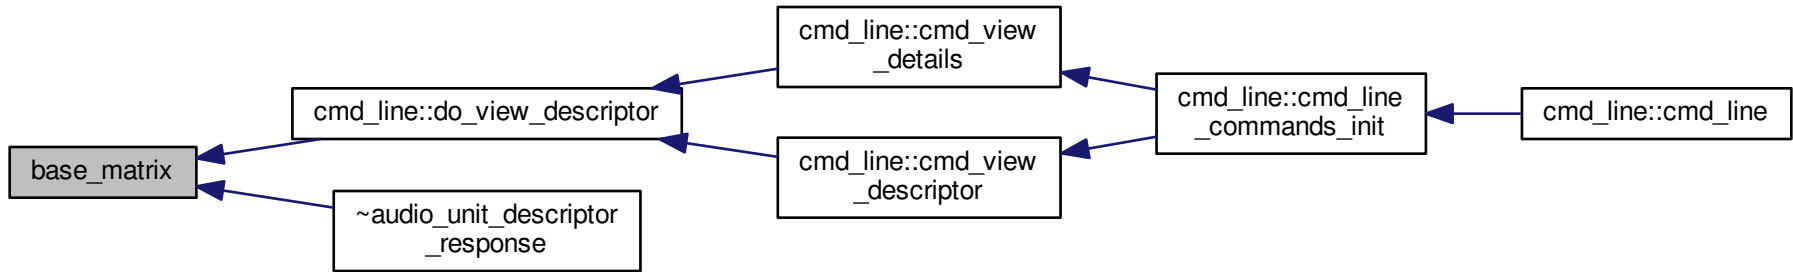 base_matrix
cmd_line::do_view_descriptor
~audio_unit_descriptor
_response
cmd_line::cmd_view
_details
cmd_line::cmd_view
_descriptor
cmd_line::cmd_line
_commands_init
cmd_line::cmd_line